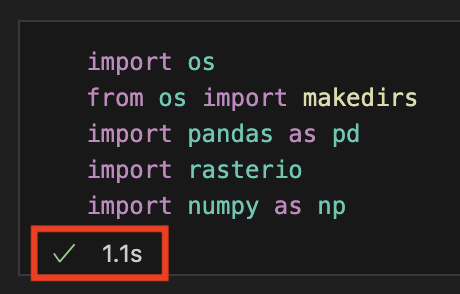 import os
from os import makedirs
import pandas as pd
import rasterio
import numpy as np
✓ 1.1s